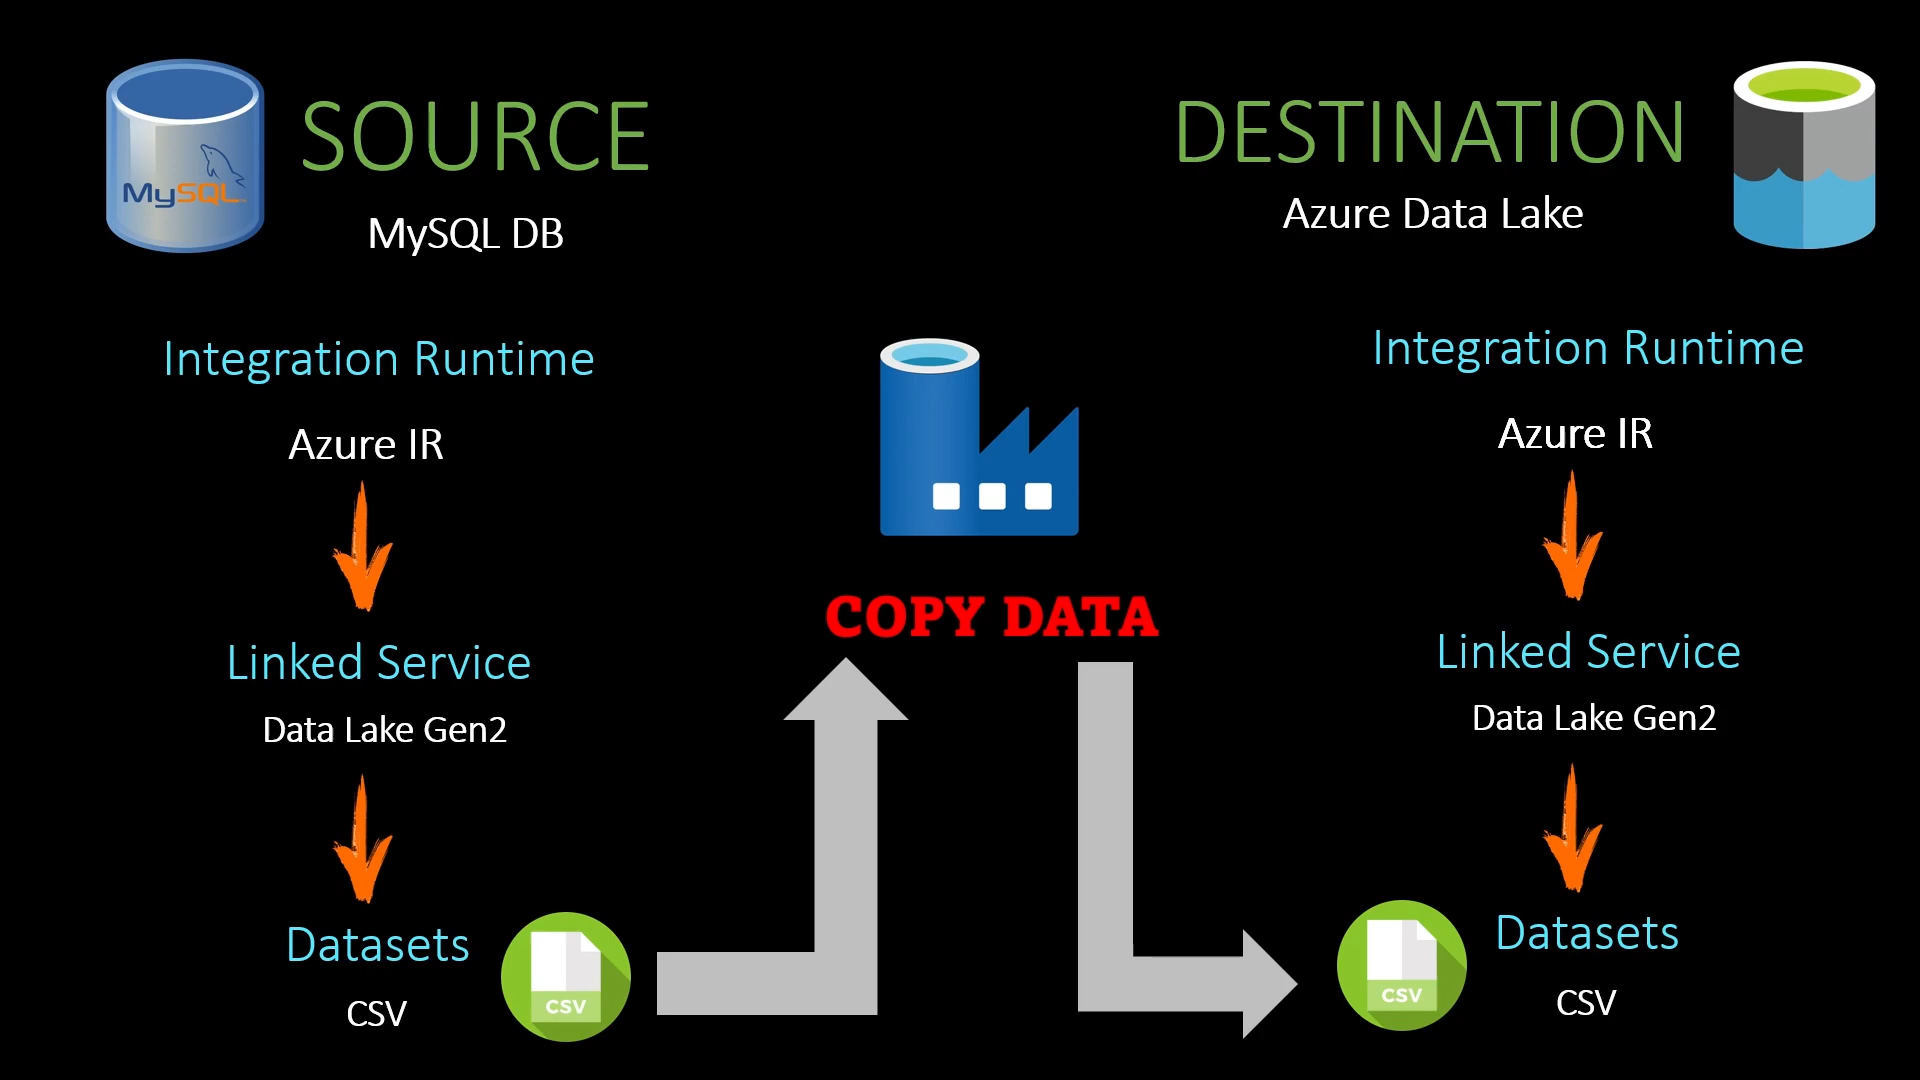 MySQL
SOURCE
MySQL DB
Integration Runtime
Azure IR
Linked Service
Data Lake Gen2
Datasets
CSV
CSV
COPY DATA
DESTINATION
Azure Data Lake
Integration Runtime
Azure IR
Linked Service
Data Lake Gen2
CSV
Datasets
CSV